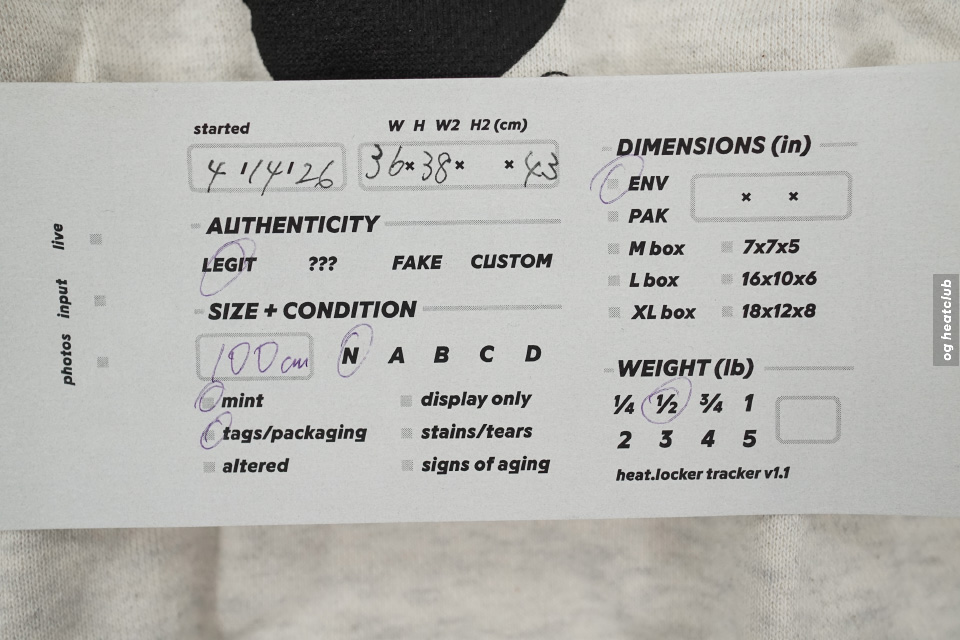 started
4/14/26
W H W2 H2 (cm)
36 × 38 × × 43
AUTHENTICITY
LEGIT ??? FAKE CUSTOM
SIZE + CONDITION
100cm N A B C D
mint display only
tags/packaging stains/tears
altered signs of aging
DIMENSIONS (in)
ENV × ×
PAK
M box 7x7x5
L box 16x10x6
XL box 18x12x8
WEIGHT (lb)
¼ ½ ¾ 1
2 3 4 5
heat.locker tracker v1.1
photos input live
og heatclub